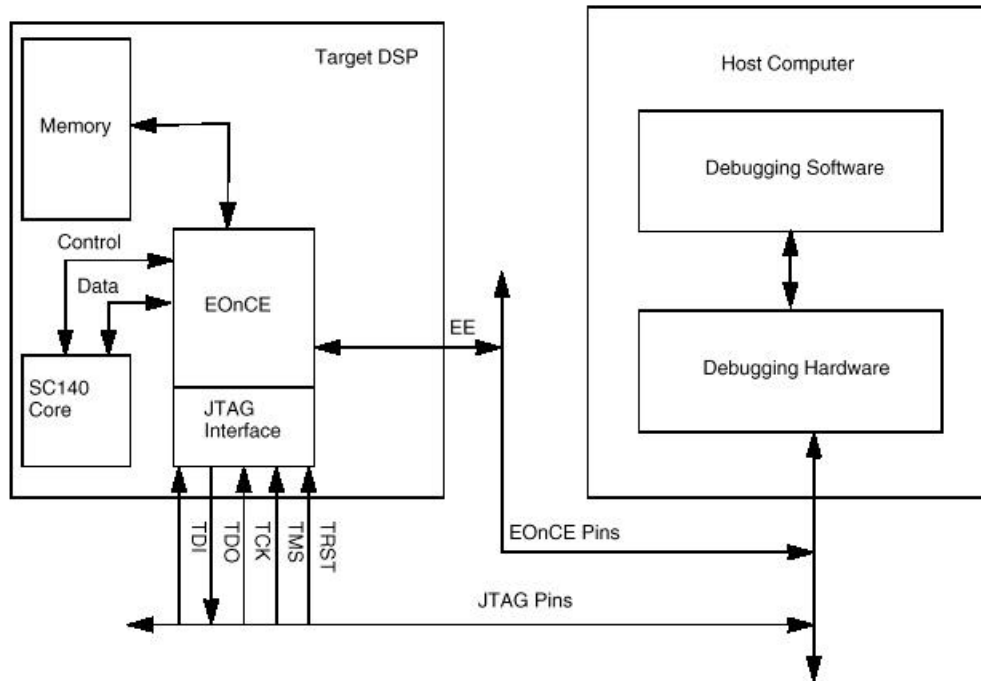 Target DSP
Host Computer
Memory
Debugging Software
Control
Data
EOnCE
EE
SC140
Core
JTAG
Interface
Debugging Hardware
TDI
TDO
TCK
TMS
TRST
EOnCE Pins
JTAG Pins